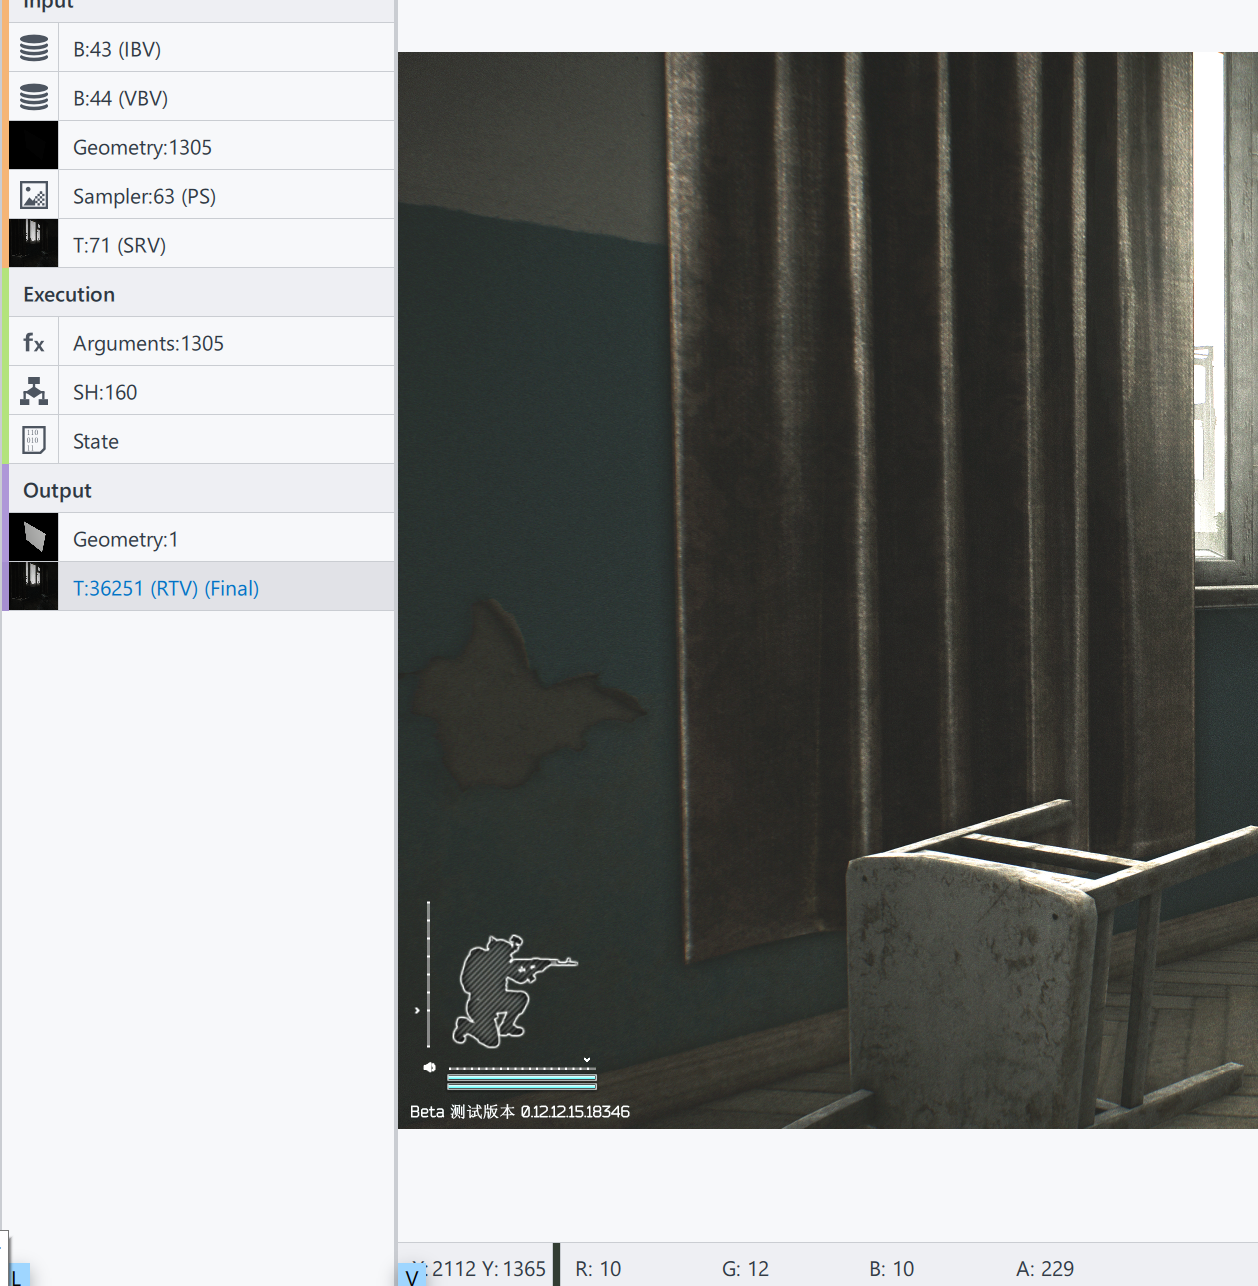 Input
B:43 (IBV)
B:44 (VBV)
Geometry:1305
Sampler:63 (PS)
T:71 (SRV)
Execution
fx
Arguments:1305
SH:160
State
Output
Geometry:1
T:36251 (RTV) (Final)
Beta 测试版本 0.12.12.15.18346
L
V
: 2112 Y: 1365
R: 10
G: 12
B: 10
A: 229